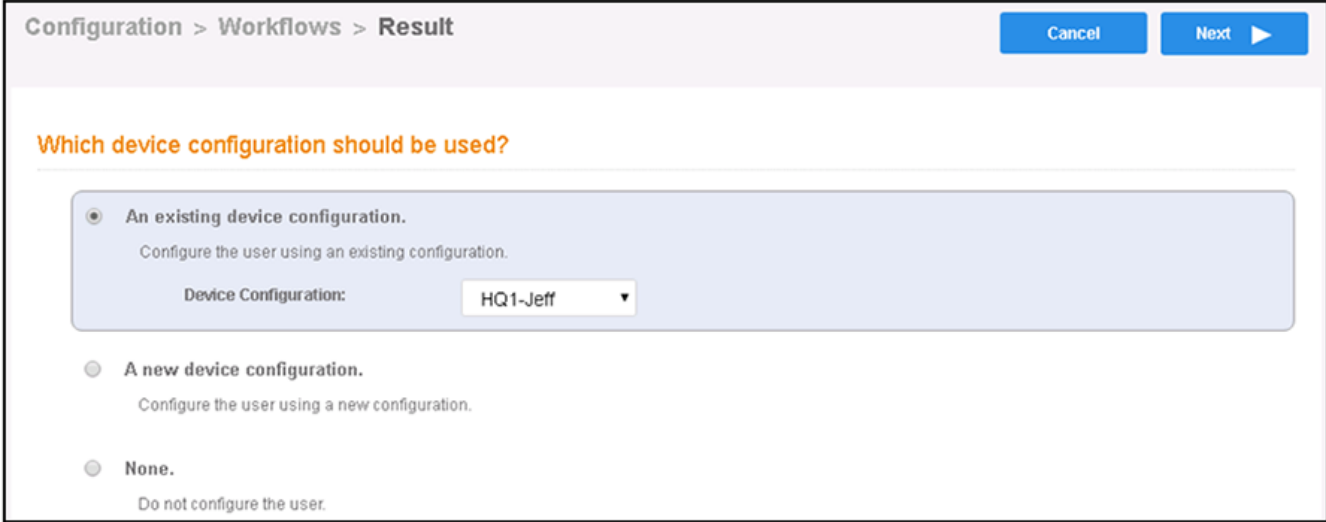 Configuration > Workflows > Result
Cancel
Next
Which device configuration should be used?
An existing device configuration.
Configure the user using an existing configuration.
Device Configuration:
HQ1-Jeff
A new device configuration.
Configure the user using a new configuration.
None.
Do not configure the user.